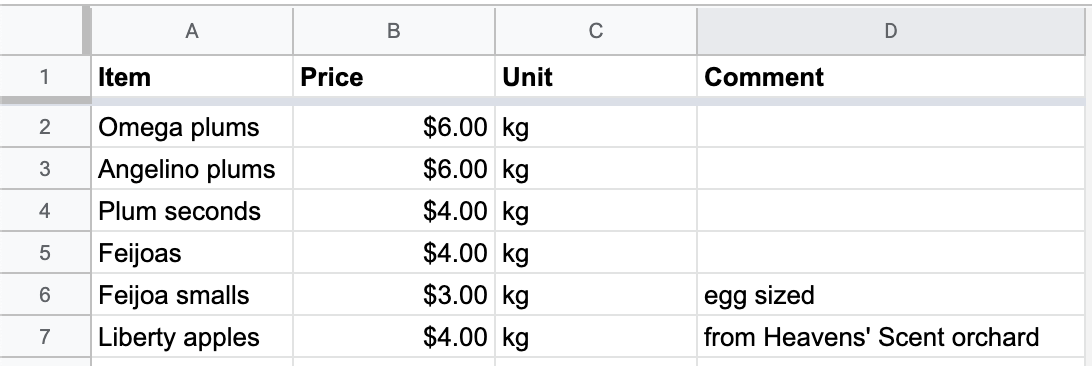 A B C D
1 Item Price Unit Comment
2 Omega plums $6.00 kg
3 Angelino plums $6.00 kg
4 Plum seconds $4.00 kg
5 Feijoas $4.00 kg
6 Feijoa smalls $3.00 kg egg sized
7 Liberty apples $4.00 kg from Heavens' Scent orchard